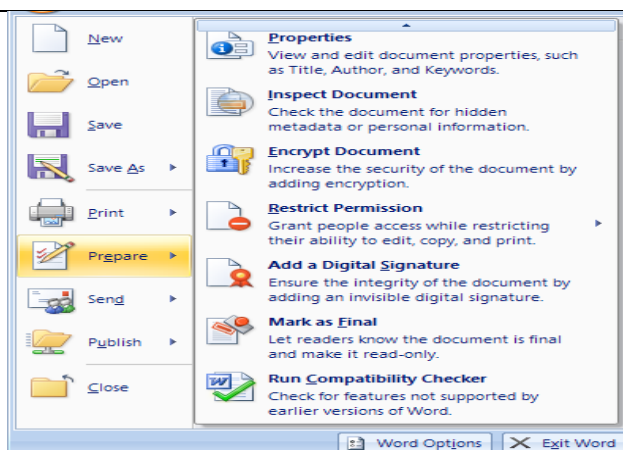 New
Open
Save
Save As
Print
Prepare
Send
Publish
Close
Properties
View and edit document properties, such
as Title, Author, and Keywords.
Inspect Document
Check the document for hidden
metadata or personal information.
Encrypt Document
Increase the security of the document by
adding encryption.
Restrict Permission
Grant people access while restricting
their ability to edit, copy, and print.
Add a Digital Signature
Ensure the integrity of the document by
adding an invisible digital signature.
Mark as Final
Let readers know the document is final
and make it read-only.
Run Compatibility Checker
Check for features not supported by
earlier versions of Word.
Word Options
Exit Word